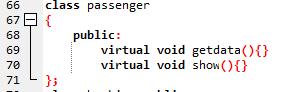 66 class passenger
67 {
68 public:
69 virtual void getdata(){}
70 virtual void show(){}
71 };